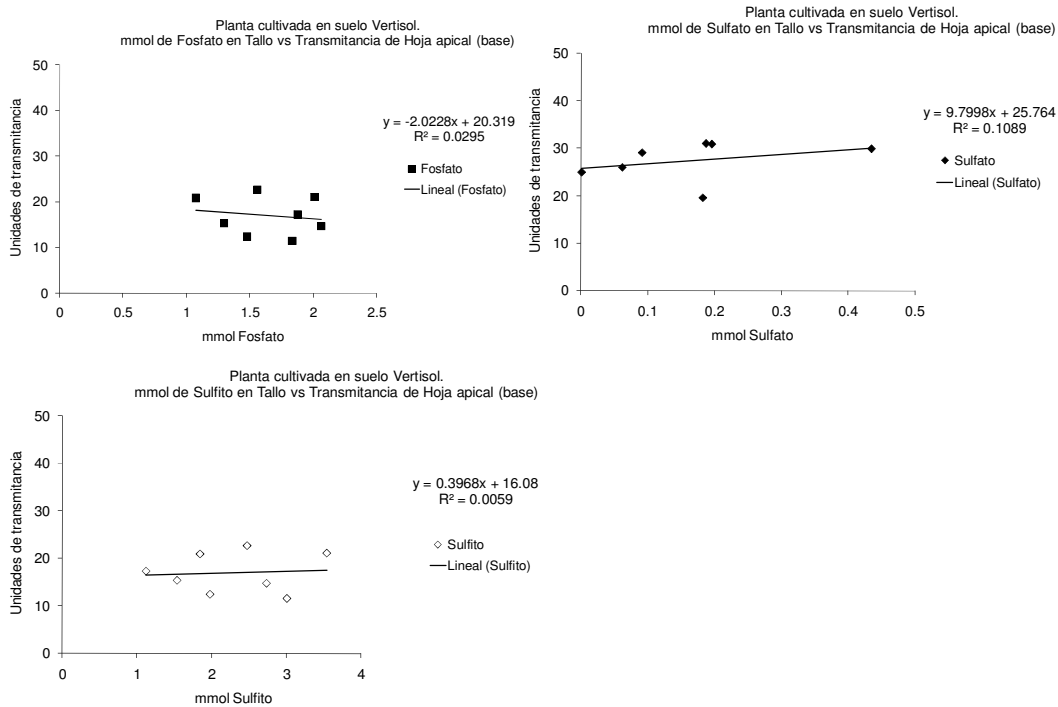 Planta cultivada en suelo Vertisol.
mmol de Fosfato en Tallo vs Transmitancia de Hoja apical (base)
50
40
30
20
10
0
Unidades de transmitancia
0 0.5 1 1.5 2 2.5
mmol Fosfato
y = -2.0228x + 20.319
R² = 0.0295
Fosfato
Lineal (Fosfato)
Planta cultivada en suelo Vertisol.
mmol de Sulfato en Tallo vs Transmitancia de Hoja apical (base)
50
40
30
20
10
0
Unidades de transmitancia
0 0.1 0.2 0.3 0.4 0.5
mmol Sulfato
y = 9.7998x + 25.764
R² = 0.1089
Sulfato
Lineal (Sulfato)
Planta cultivada en suelo Vertisol.
mmol de Sulfito en Tallo vs Transmitancia de Hoja apical (base)
50
40
30
20
10
0
Unidades de transmitancia
0 1 2 3 4
mmol Sulfito
y = 0.3968x + 16.08
R² = 0.0059
Sulfito
Lineal (Sulfito)